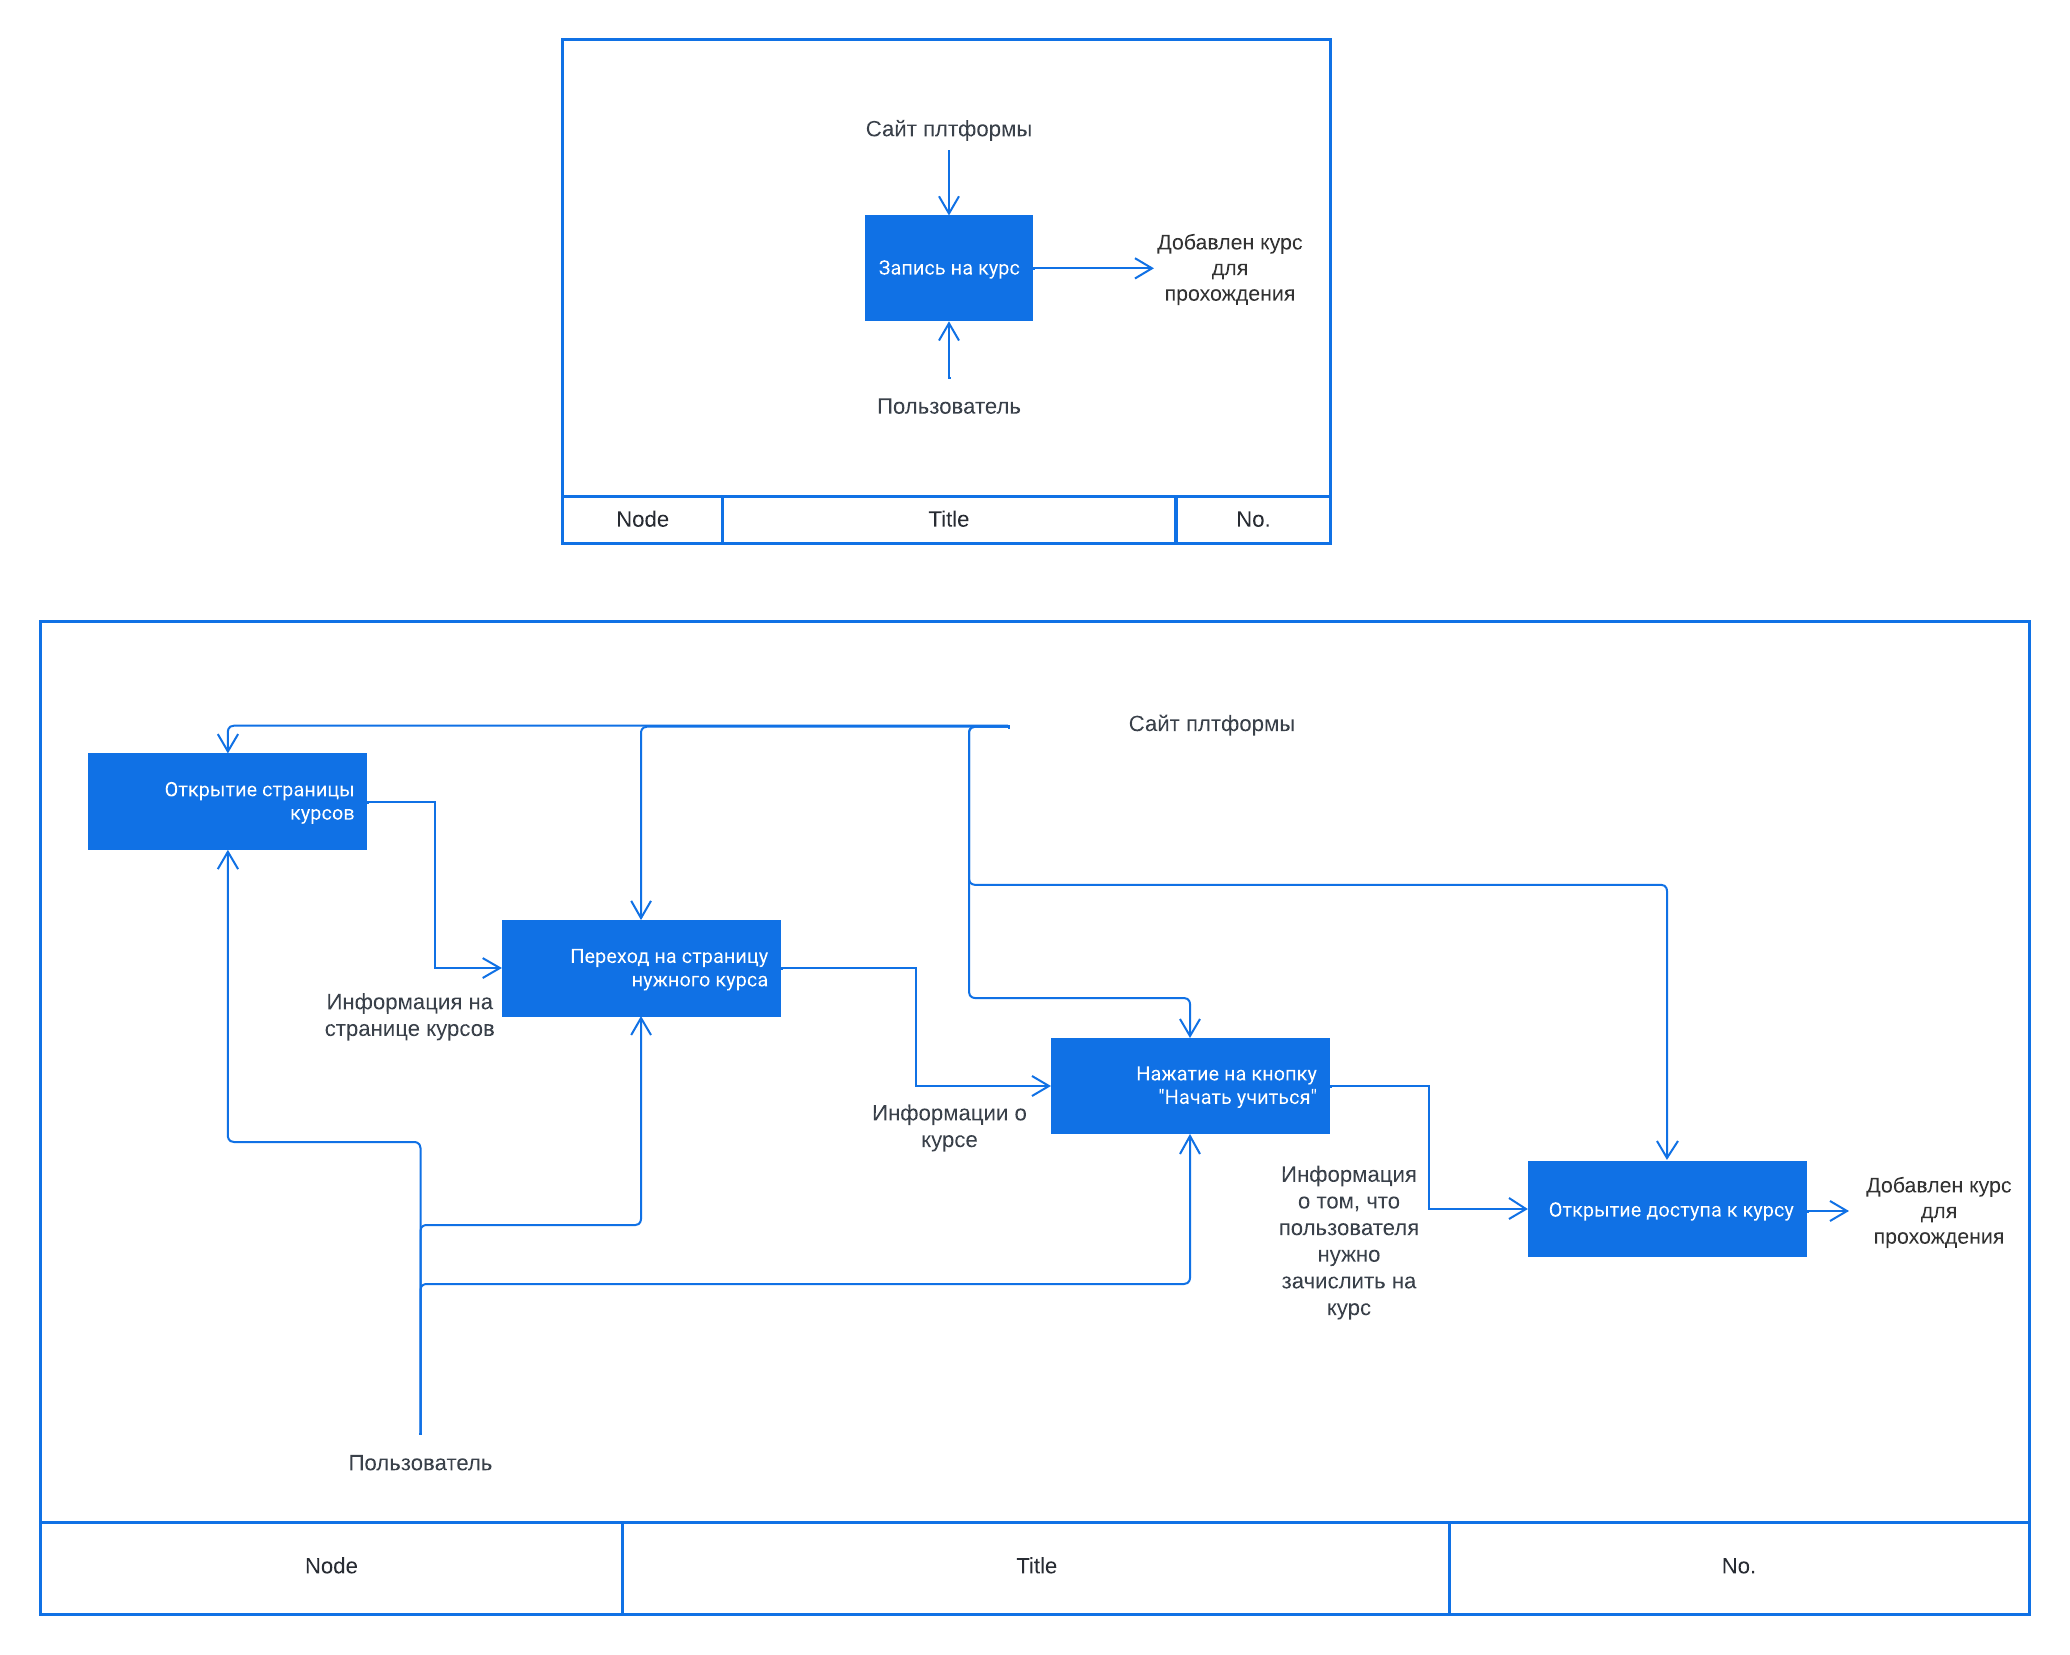 Сайт плтформы
Запись на курс
Добавлен курс
для
прохождения
Пользователь
Node
Title
No.
Сайт плтформы
Открытие страницы
курсов
Переход на страницу
нужного курса
Информация на
странице курсов
Нажатие на кнопку
"Начать учиться"
Информации о
курсе
Информация
о том, что
пользователя
нужно
зачислить на
курс
Открытие доступа к курсу
Добавлен курс
для
прохождения
Пользователь
Node
Title
No.